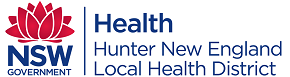 NSW
GOVERNMENT
Health
Hunter New England
Local Health District